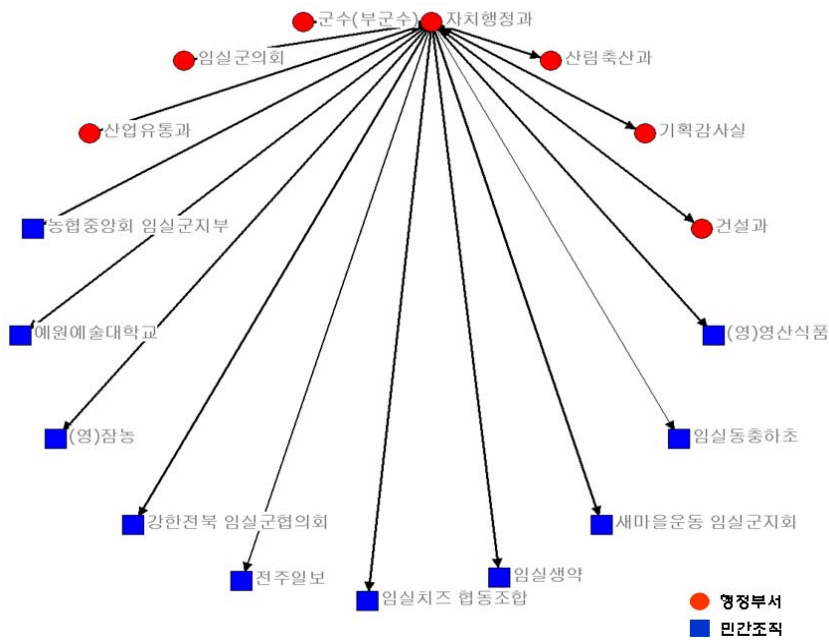 군수(부군수)
자치행정과
임실군의회
산림축산과
산업유통과
기획감사실
농협중앙회 임실군지부
건설과
예원예술대학교
(영)영산식품
(영)잠농
임실동충하초
강한전북 임실군협의회
새마을운동 임실군지회
전주일보
임실생약
임실치즈 협동조합
행정부서
민간조직